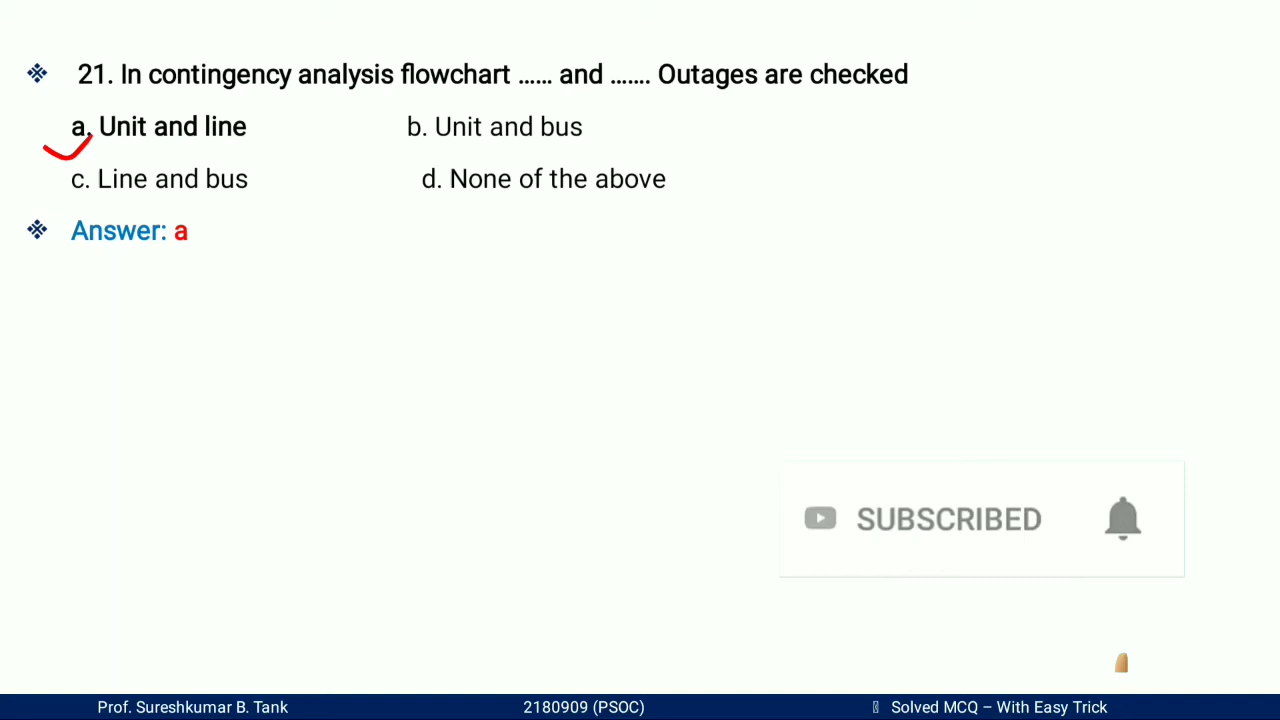 ❖ 21. In contingency analysis flowchart …… and ……. Outages are checked
a. Unit and line b. Unit and bus
c. Line and bus d. None of the above
❖ Answer: a
SUBSCRIBED
Prof. Sureshkumar B. Tank 2180909 (PSOC) Solved MCQ – With Easy Trick